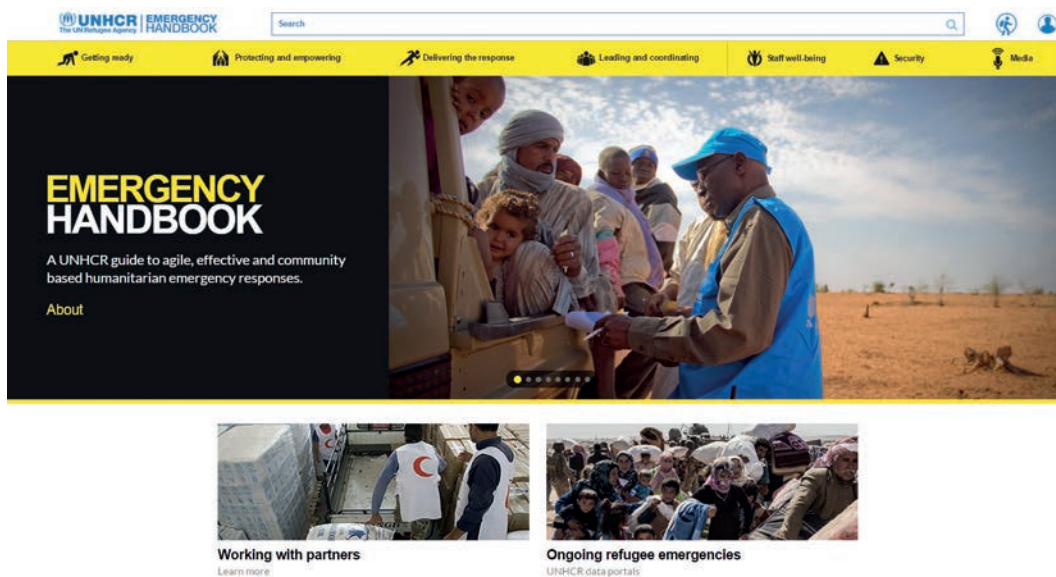 UNHCR
The UN Refugee Agency
EMERGENCY
HANDBOOK
Search
Getting ready
Protecting and empowering
Delivering the response
Leading and coordinating
Staff well-being
Security
Media
EMERGENCY
HANDBOOK
A UNHCR guide to agile, effective and community
based humanitarian emergency responses.
About
Working with partners
Learn more
Ongoing refugee emergencies
UNHCR data portals